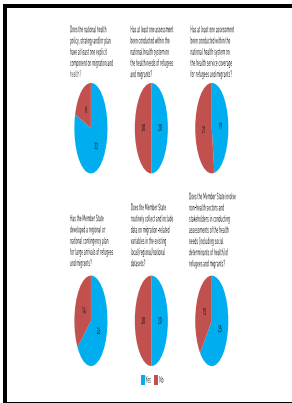 Does the national health
policy, strategy and/or plan
have at least one explicit
component on migration and
health?
Has at least one assessment
been conducted within the
national health system on
the health needs of refugees
and migrants?
Has at least one assessment
been conducted within the
national health system on
the health service coverage
for refugees and migrants?
Has the Member State
developed a regional or
national contingency plan
for large arrivals of refugees
and migrants?
Does the Member State
routinely collect and include
data on migration-related
variables in the existing
local/regional/national
datasets?
Does the Member State involve
non-health sectors and
stakeholders in conducting
assessments of the health
needs (including social
determinants of health) of
refugees and migrants?
Yes No